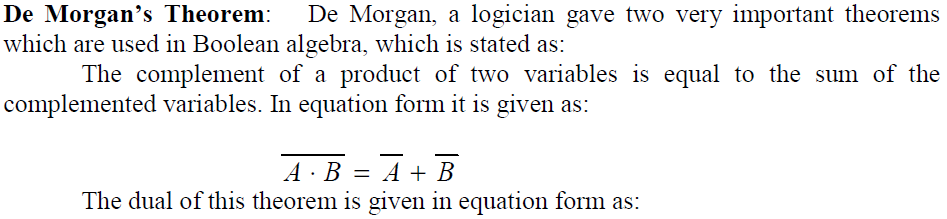 De Morgan’s Theorem: De Morgan, a logician gave two very important theorems
which are used in Boolean algebra, which is stated as:
The complement of a product of two variables is equal to the sum of the
complemented variables. In equation form it is given as:
\overline{A · B} = \overline{A} + \overline{B}
The dual of this theorem is given in equation form as: